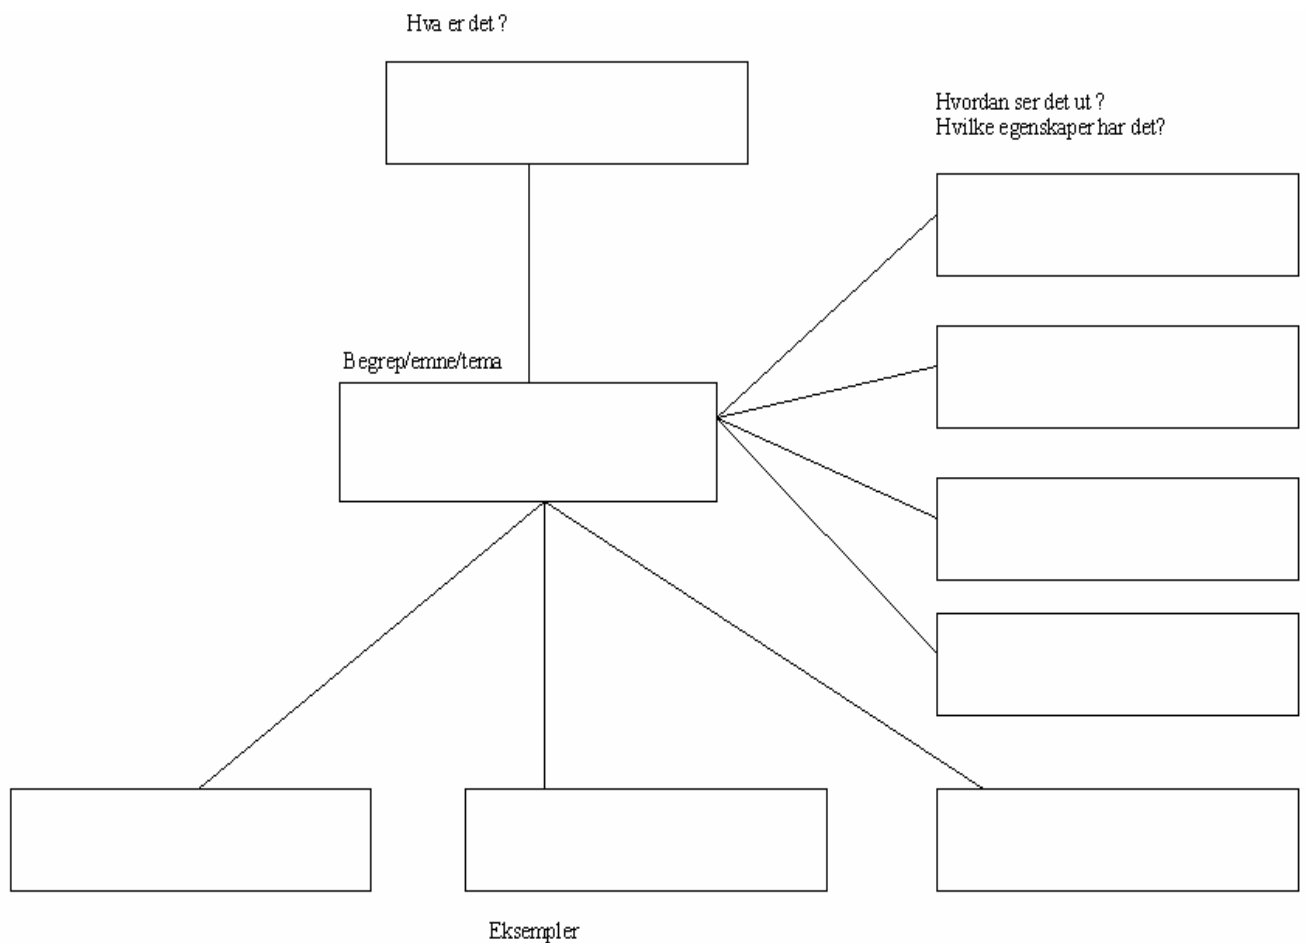 Hva er det ?
Hvordan ser det ut ?
Hvilke egenskaper har det?
Begrep/emne/tema
Eksempler